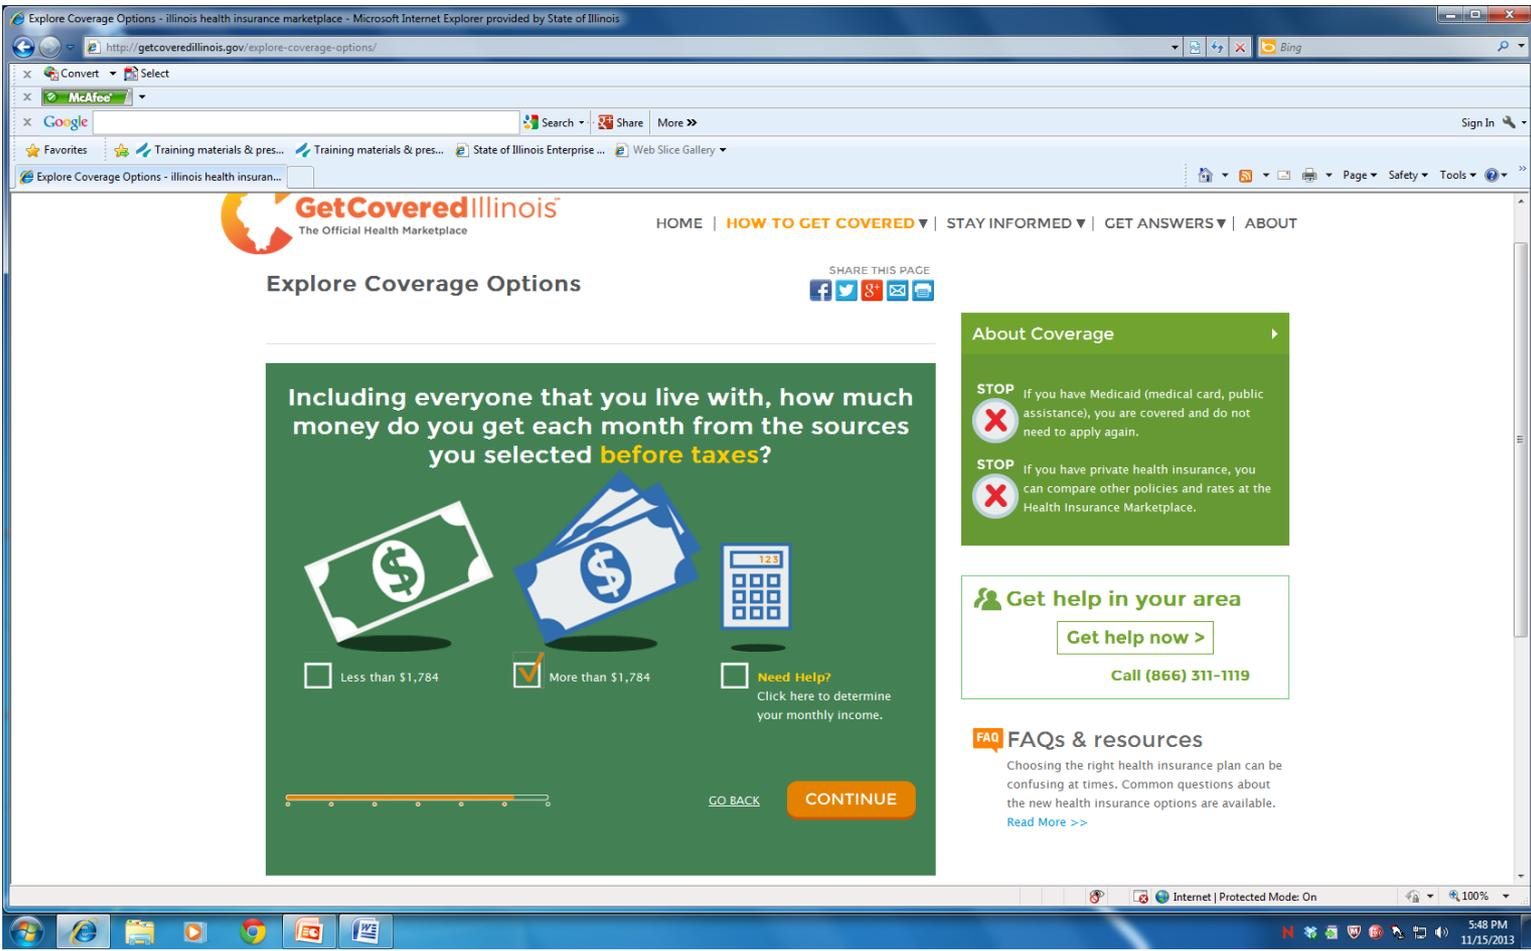 Explore Coverage Options - illinois health insurance marketplace - Microsoft Internet Explorer provided by State of Illinois
http://getcoveredillinois.gov/explore-coverage-options/
Bing
x Convert Select
x McAfee
x Google Search Share More »
Sign In
Favorites Training materials & pres... Training materials & pres... State of Illinois Enterprise ... Web Slice Gallery
Explore Coverage Options - illinois health insuran...
Page Safety Tools
GetCoveredIllinois™
The Official Health Marketplace
HOME | HOW TO GET COVERED ▼ | STAY INFORMED ▼ | GET ANSWERS ▼ | ABOUT
Explore Coverage Options
SHARE THIS PAGE
Including everyone that you live with, how much
money do you get each month from the sources
you selected before taxes?
$
$
123
Less than $1,784
More than $1,784
Need Help?
Click here to determine
your monthly income.
GO BACK
CONTINUE
About Coverage
STOP
If you have Medicaid (medical card, public
assistance), you are covered and do not
need to apply again.
STOP
If you have private health insurance, you
can compare other policies and rates at the
Health Insurance Marketplace.
Get help in your area
Get help now >
Call (866) 311-1119
FAQ
FAQs & resources
Choosing the right health insurance plan can be
confusing at times. Common questions about
the new health insurance options are available.
Read More >>
Internet | Protected Mode: On
100%
5:48 PM
11/15/2013